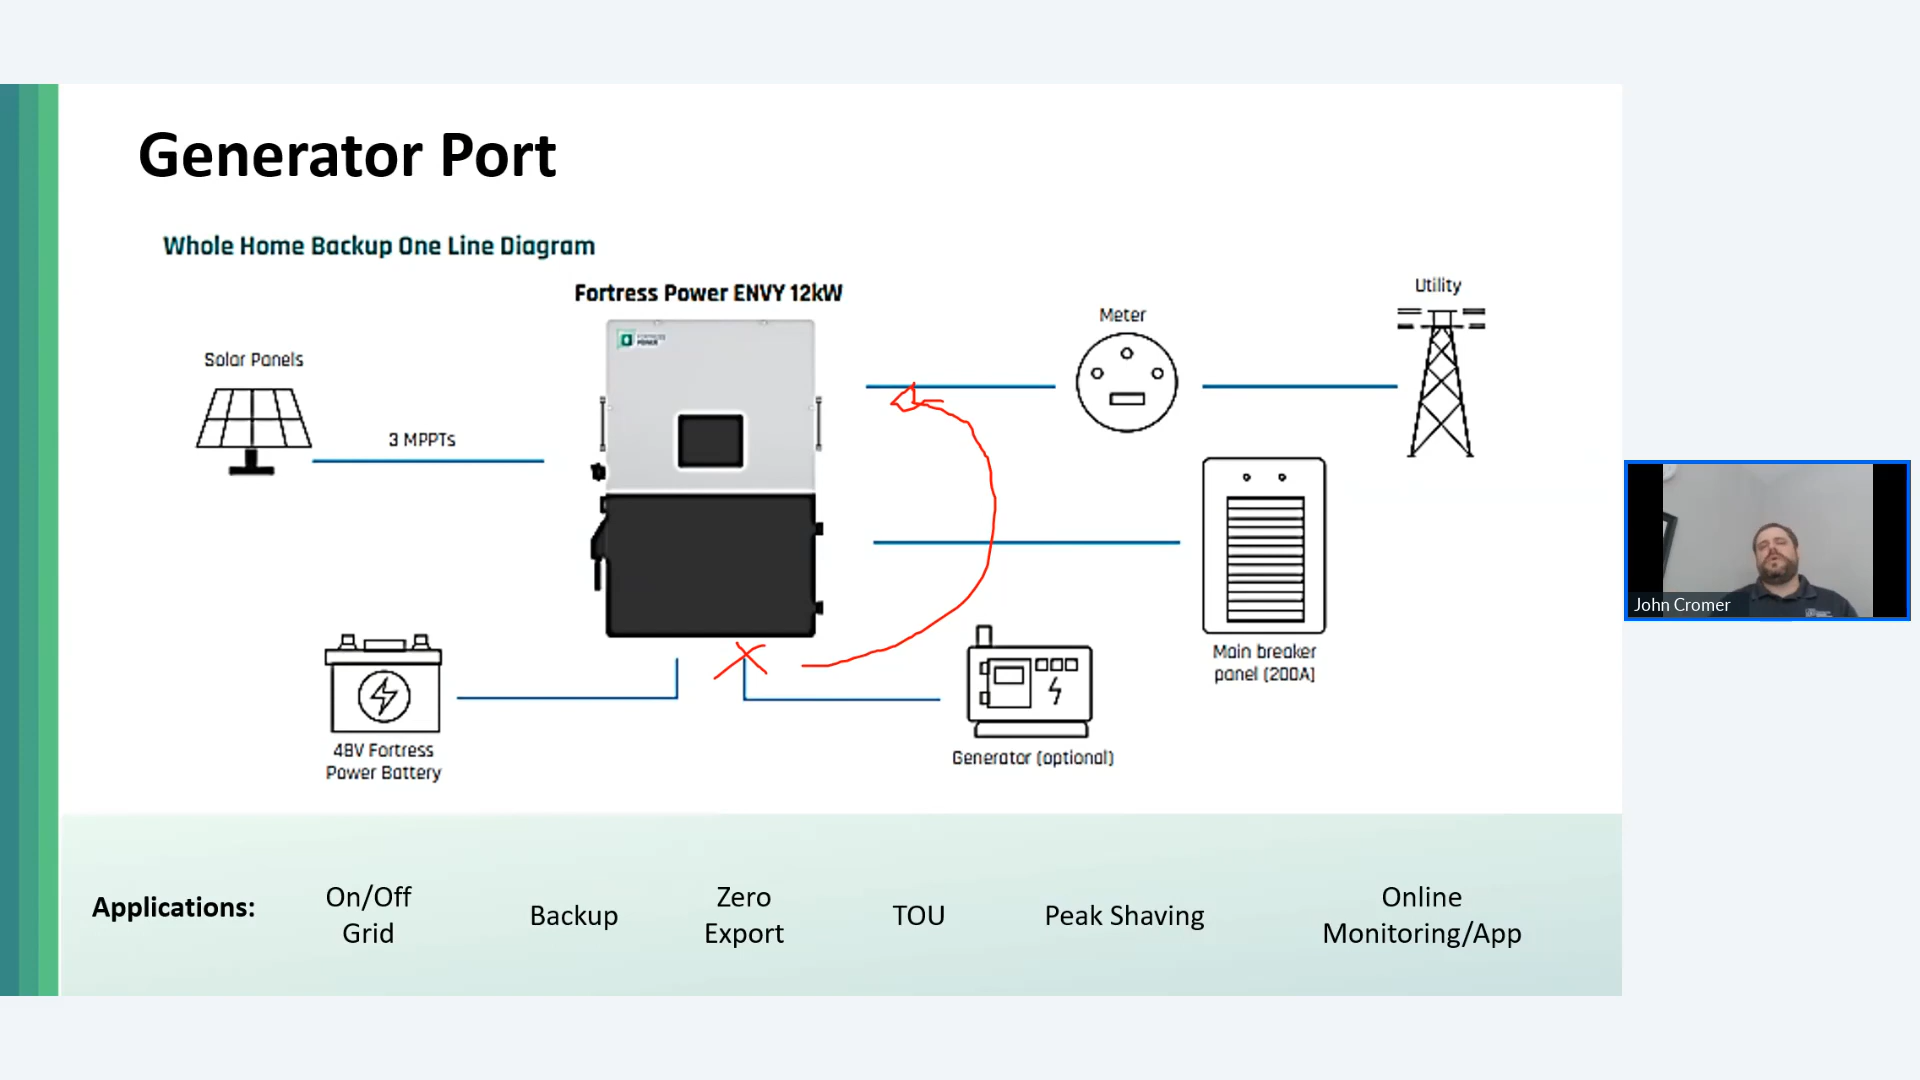 Generator Port
Whole Home Backup One Line Diagram
Fortress Power ENVY 12kW
Utility
Meter
Solar Panels
3 MPPTs
Main breaker
panel (200A)
48V Fortress
Power Battery
Generator (optional)
John Cromer
Applications:
On/Off
Grid
Backup
Zero
Export
TOU
Peak Shaving
Online
Monitoring/App